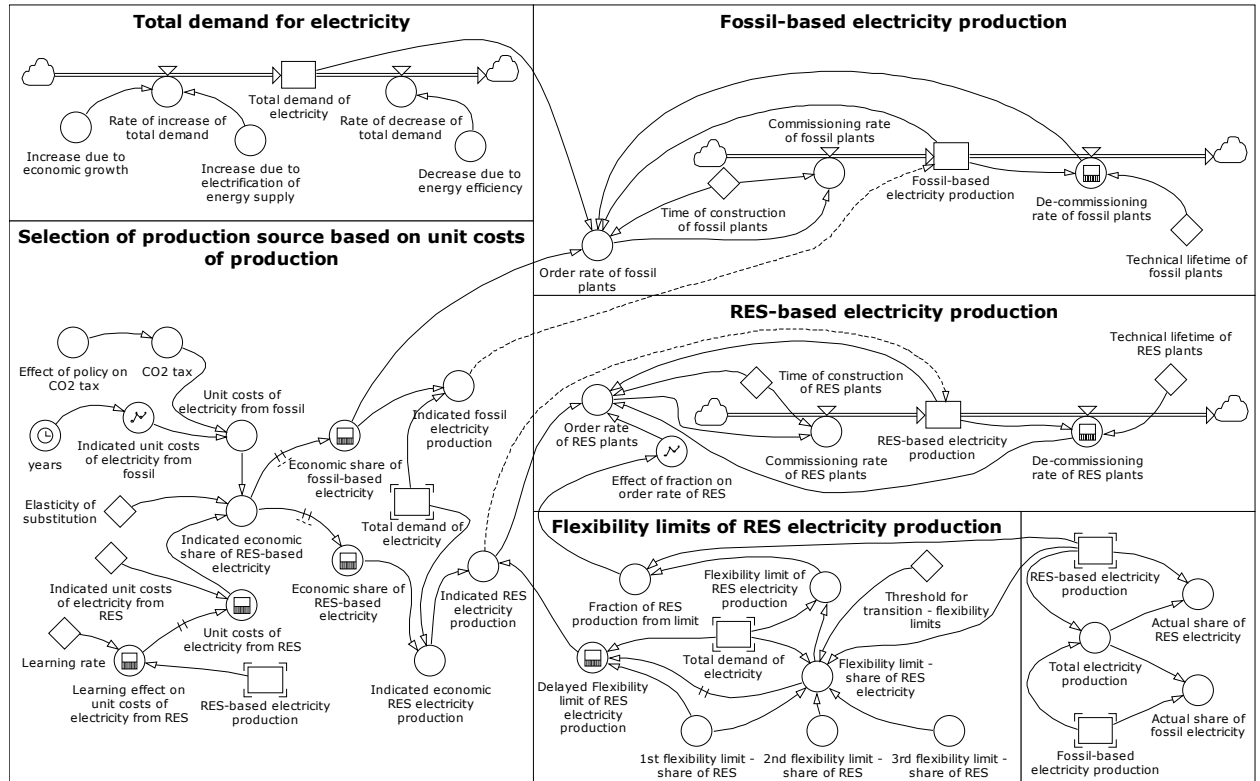 Total demand for electricity
Total demand of
electricity
Rate of increase of
total demand
Rate of decrease of
total demand
Increase due to
economic growth
Increase due to
electrification of
energy supply
Decrease due to
energy efficiency
Fossil-based electricity production
Commissioning rate
of fossil plants
Fossil-based
electricity production
Time of construction
of fossil plants
De-commissioning
rate of fossil plants
Order rate of fossil
plants
Technical lifetime of
fossil plants
Selection of production source based on unit costs
of production
Effect of policy on
CO2 tax
CO2 tax
Unit costs of
electricity from fossil
years
Indicated unit costs
of electricity from
fossil
Indicated fossil
electricity
production
Economic share of
fossil-based
electricity
Elasticity of
substitution
Total demand of
electricity
Indicated economic
share of RES-based
electricity
Indicated unit costs
of electricity from
RES
Economic share of
RES-based
electricity
Indicated RES
electricity
production
Unit costs of
electricity from RES
Learning rate
Learning effect on
unit costs of
electricity from RES
RES-based electricity
production
Indicated economic
RES electricity
production
RES-based electricity production
Technical lifetime of
RES plants
Time of construction
of RES plants
Order rate
of RES plants
RES-based electricity
production
Commissioning rate
of RES plants
De-commissioning
rate of RES plants
Effect of fraction on
order rate of RES
Flexibility limits of RES electricity production
Fraction of RES
production from limit
Flexibility limit of
RES electricity
production
Threshold for
transition - flexibility
limits
Total demand of
electricity
Flexibility limit -
share of RES
electricity
Delayed Flexibility
limit of RES
electricity
production
1st flexibility limit -
share of RES
2nd flexibility limit -
share of RES
3rd flexibility limit -
share of RES
RES-based electricity
production
Actual share of
RES electricity
Total electricity
production
Actual share of
fossil electricity
Fossil-based
electricity production